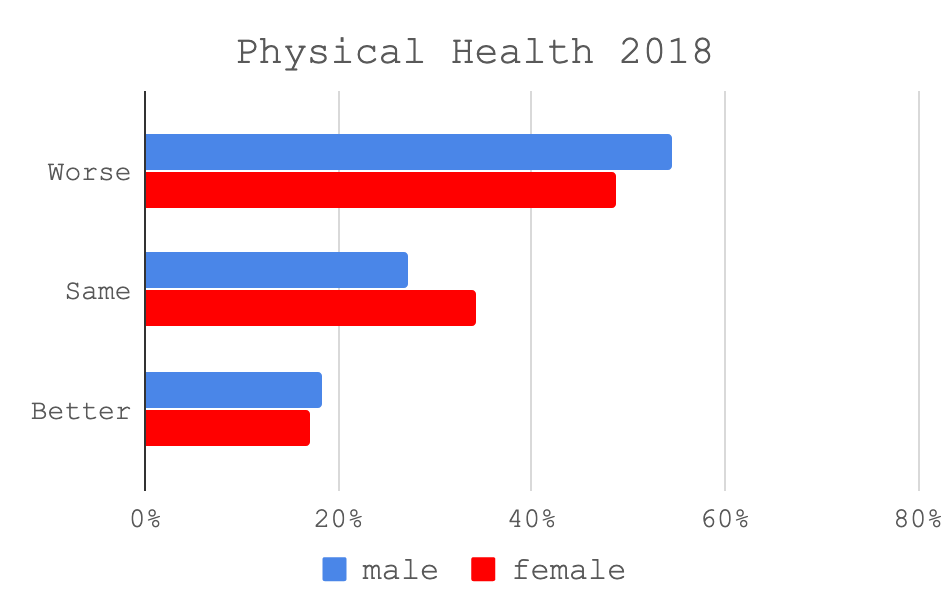 Physical Health 2018
Worse
Same
Better
0% 20% 40% 60% 80%
male female